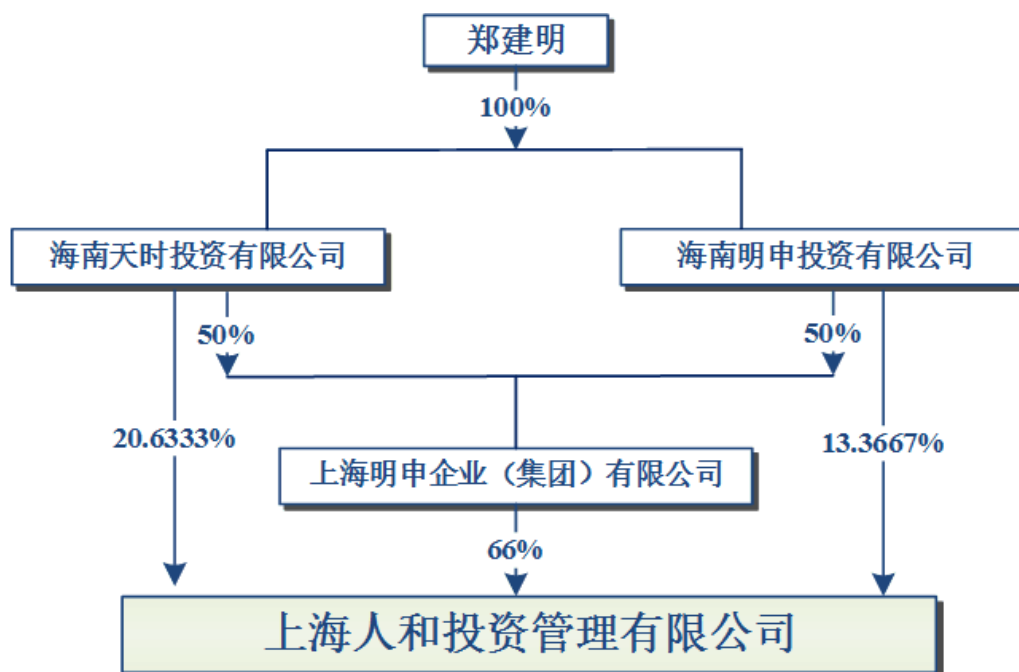 郑建明
100%
海南天时投资有限公司
海南明申投资有限公司
50%
50%
20.6333%
13.3667%
上海明申企业（集团）有限公司
66%
上海人和投资管理有限公司